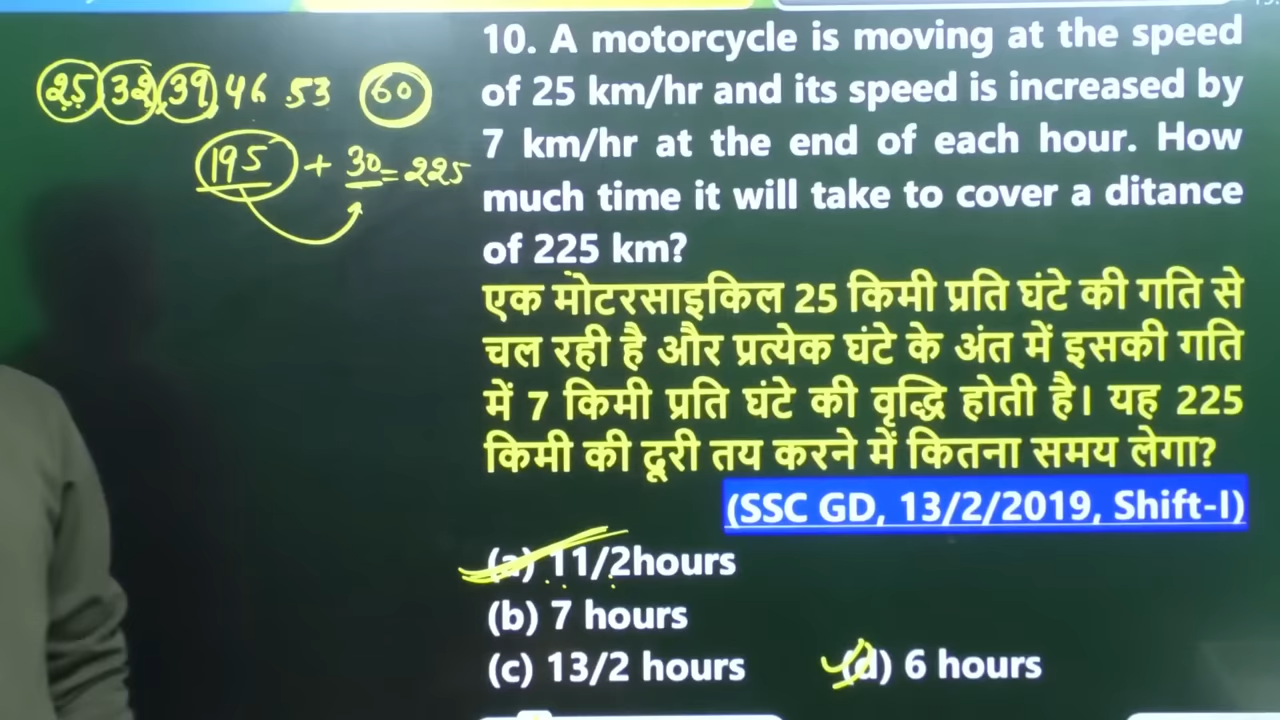 25 32 39, 46 53 60
195 + 30 = 225
10. A motorcycle is moving at the speed
of 25 km/hr and its speed is increased by
7 km/hr at the end of each hour. How
much time it will take to cover a ditance
of 225 km?
एक मोटरसाइकिल 25 किमी प्रति घंटे की गति से
चल रही है और प्रत्येक घंटे के अंत में इसकी गति
में 7 किमी प्रति घंटे की वृद्धि होती है। यह 225
किमी की दूरी तय करने में कितना समय लेगा?
(SSC GD, 13/2/2019, Shift-I)
(a) 11/2hours
(b) 7 hours
(c) 13/2 hours (d) 6 hours